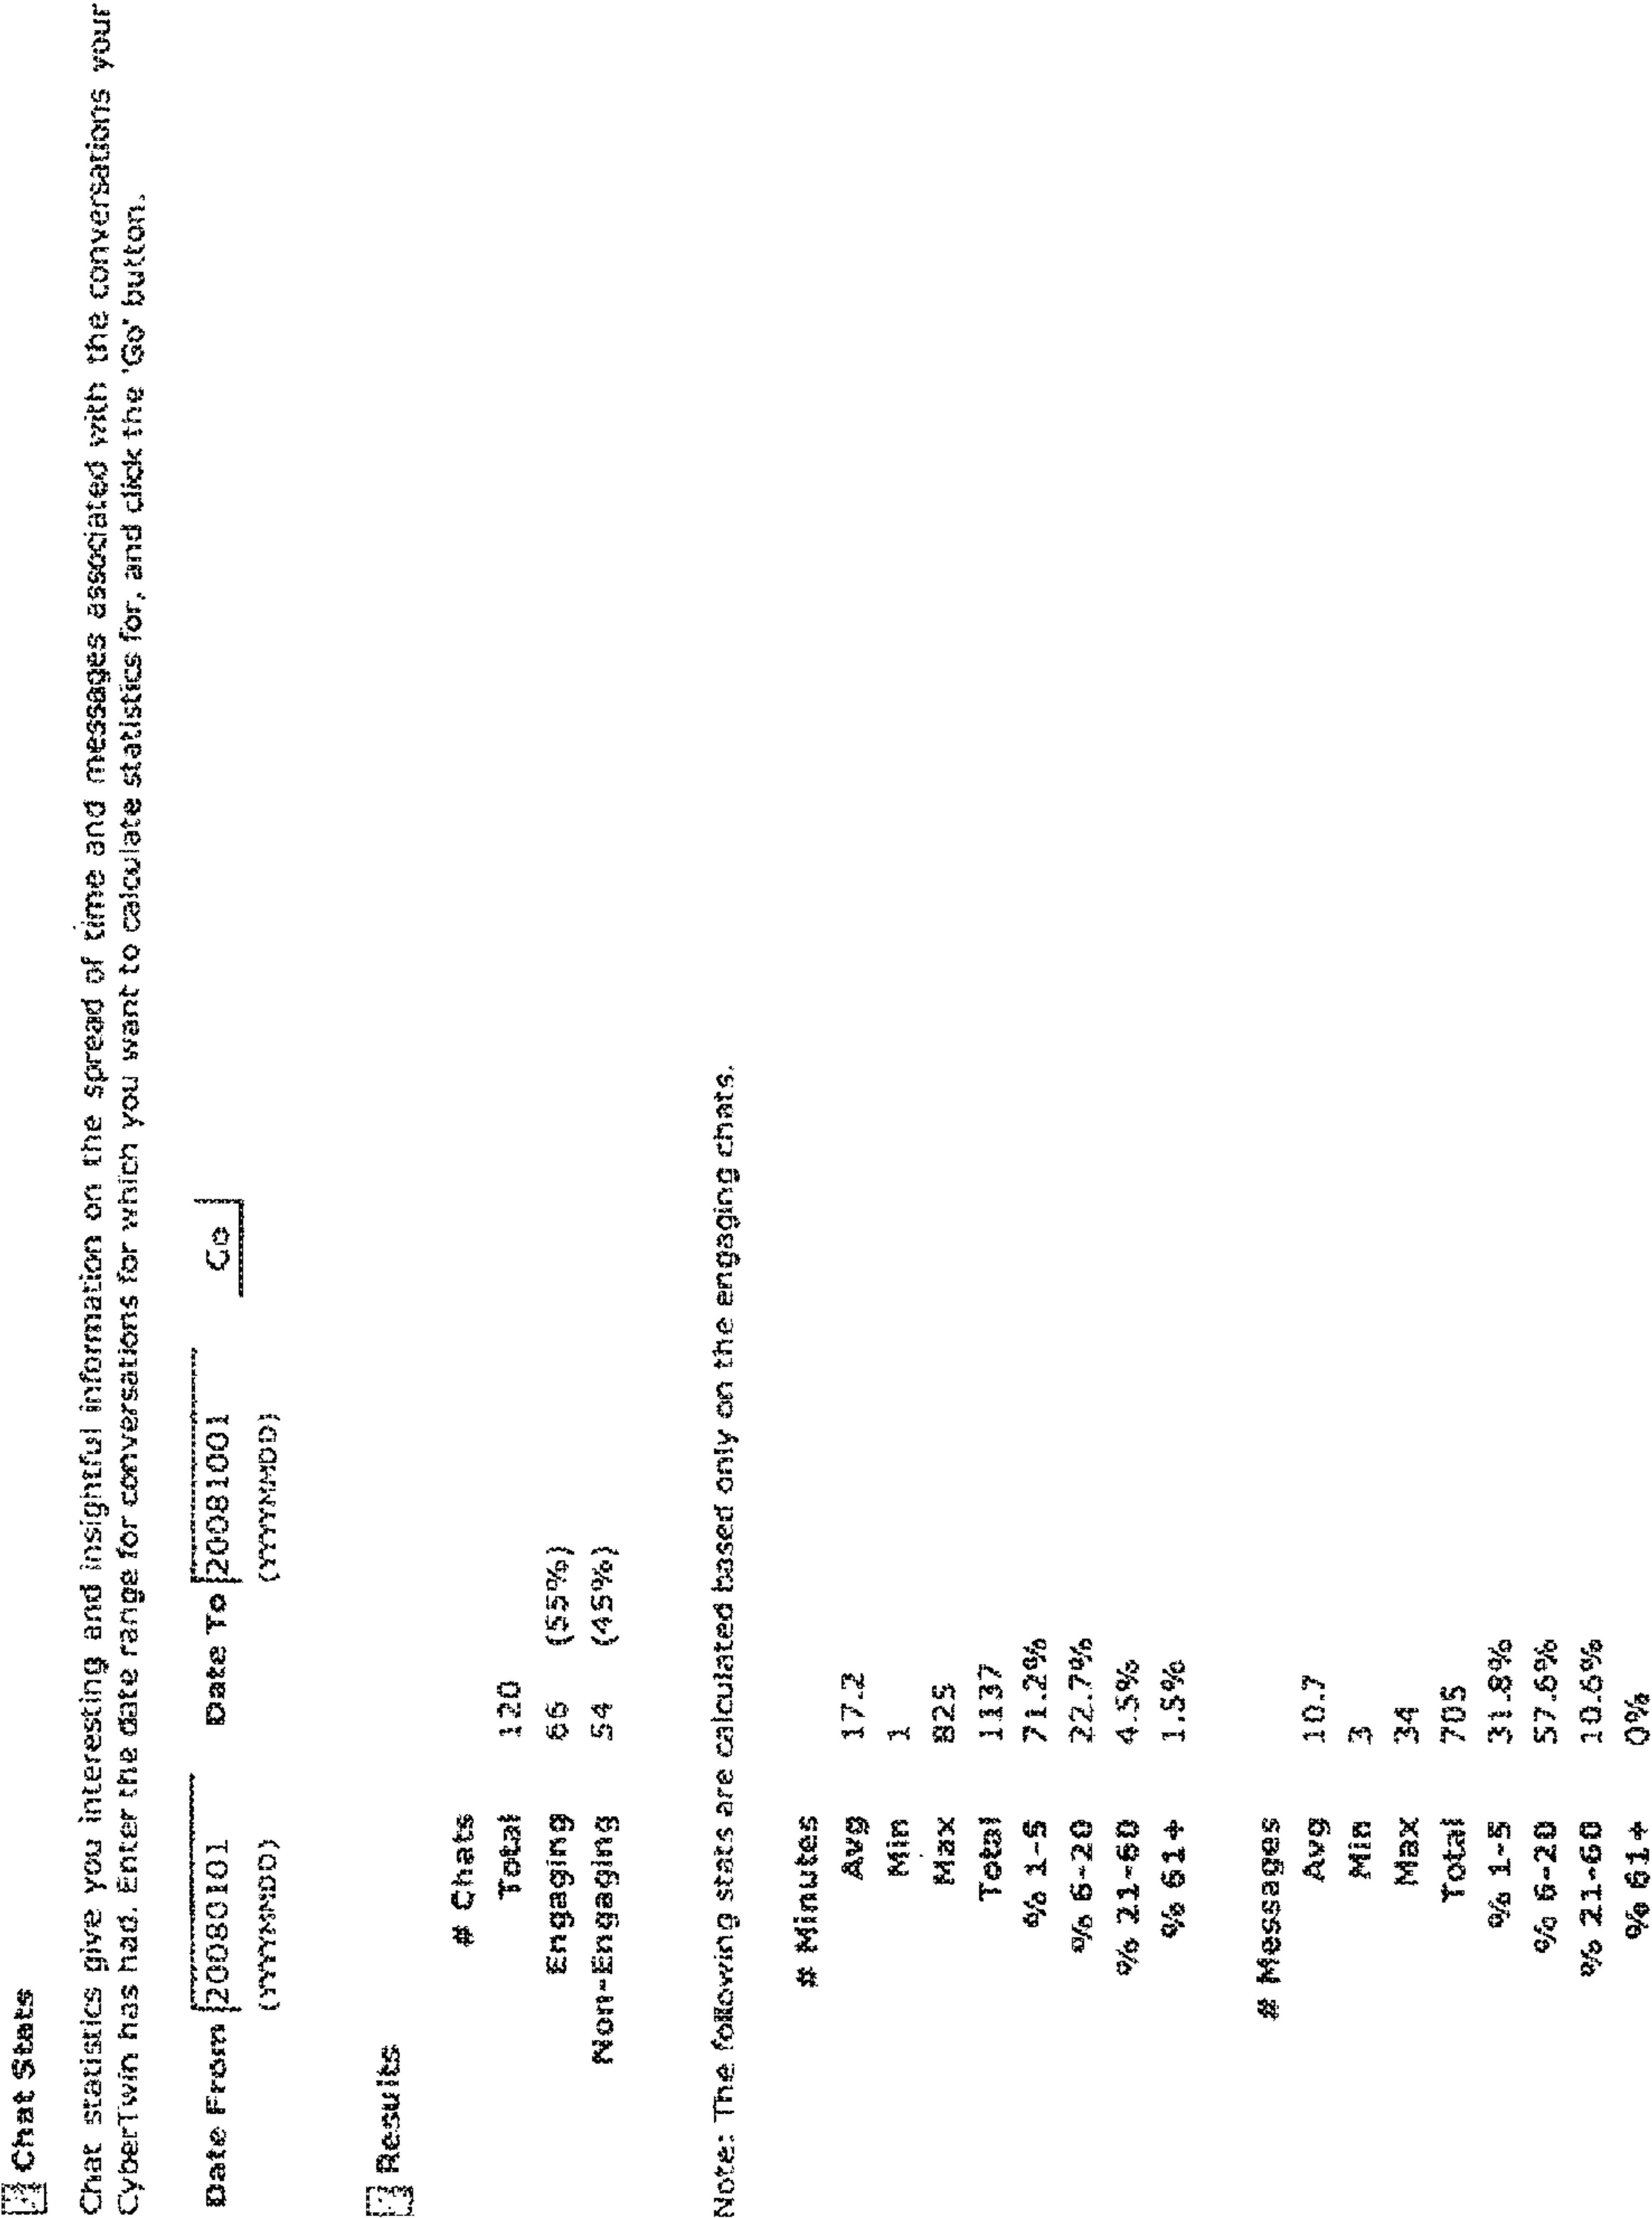 Chat Stats
Chat statistics give you interesting and insightful information on the spread of time and messages associated with the conversations your
CyberTwin has had. Enter the date range for conversations for which you want to calculate statistics for, and click the 'Go' button.
Date From 20080101 Date To 20081001 Go
(YYYYMMDD) (YYYYMMDD)
Results
# Chats
Total 120
Engaging 66 (55%)
Non-Engaging 54 (45%)
Note: The following stats are calculated based only on the engaging chats.
# Minutes
Avg 17.2
Min 1
Max 825
Total 1137
% 1-5 71.2%
% 6-20 22.7%
% 21-60 4.5%
% 61+ 1.5%
# Messages
Avg 10.7
Min 3
Max 34
Total 705
% 1-5 31.8%
% 6-20 57.6%
% 21-60 10.6%
% 61+ 0%